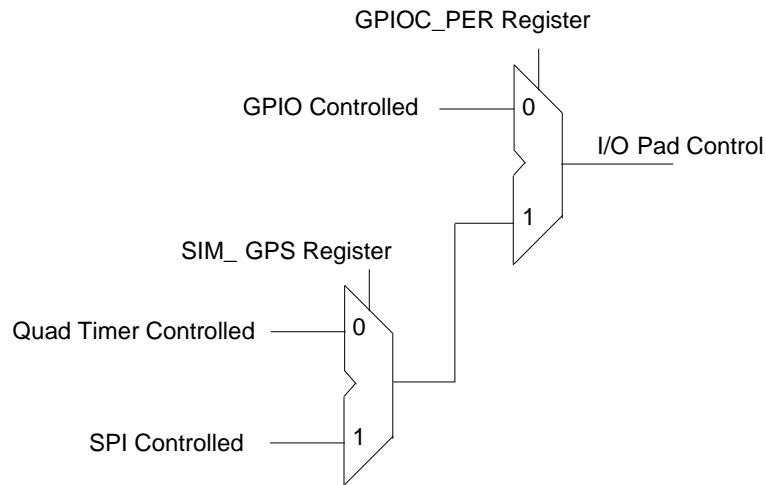 GPIOC_PER Register
GPIO Controlled
0
I/O Pad Control
1
SIM_ GPS Register
Quad Timer Controlled
0
SPI Controlled
1